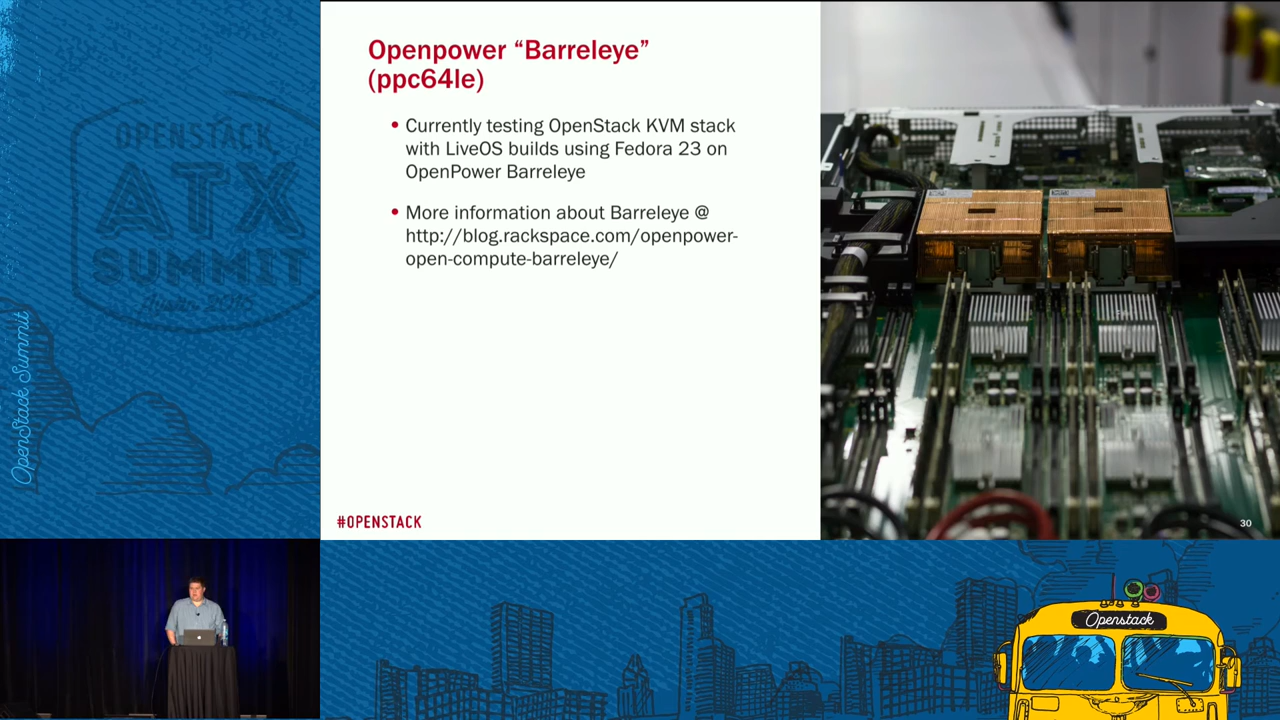 Openpower “Barreleye”
(ppc64le)
• Currently testing OpenStack KVM stack
with LiveOS builds using Fedora 23 on
OpenPower Barreleye
• More information about Barreleye @
http://blog.rackspace.com/openpower-
open-compute-barreleye/
#OPENSTACK
30
OPENSTACK
ATX
SUMMIT
OpenStack Summit
Openstack